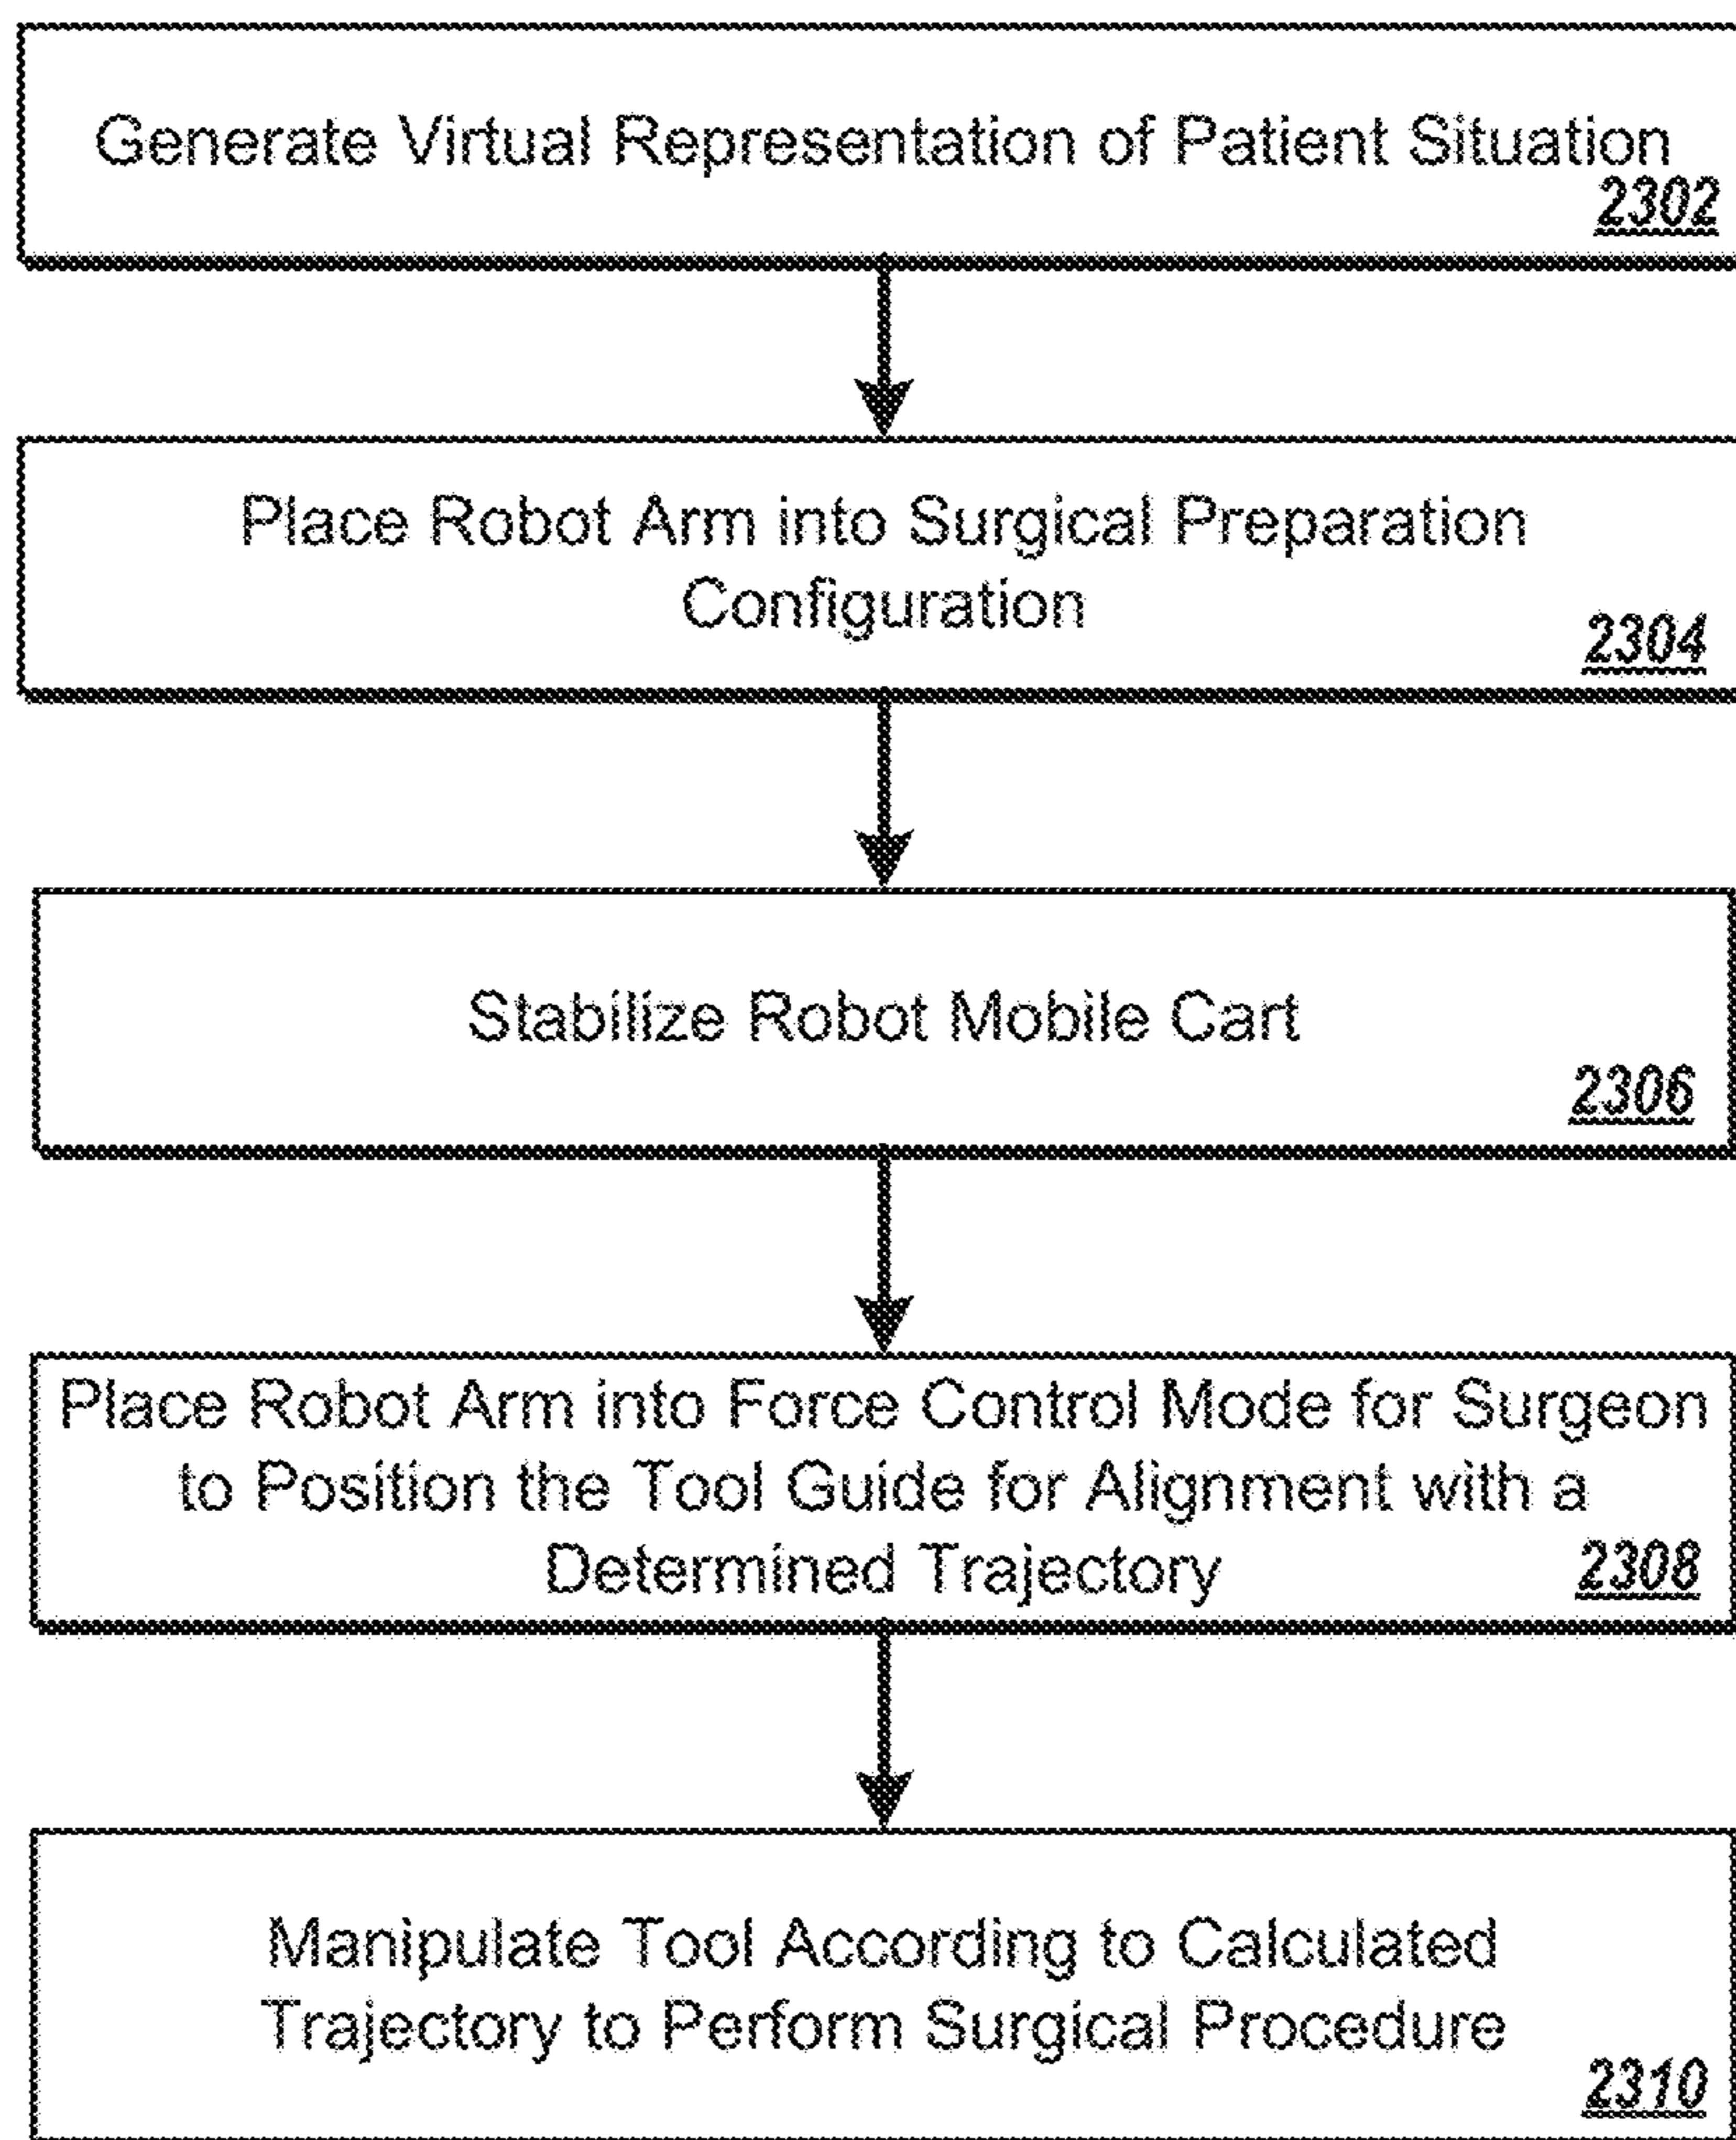 Generate Virtual Representation of Patient Situation
2302
Place Robot Arm into Surgical Preparation
Configuration
2304
Stabilize Robot Mobile Cart
2306
Place Robot Arm into Force Control Mode for Surgeon
to Position the Tool Guide for Alignment with a
Determined Trajectory
2308
Manipulate Tool According to Calculated
Trajectory to Perform Surgical Procedure
2310